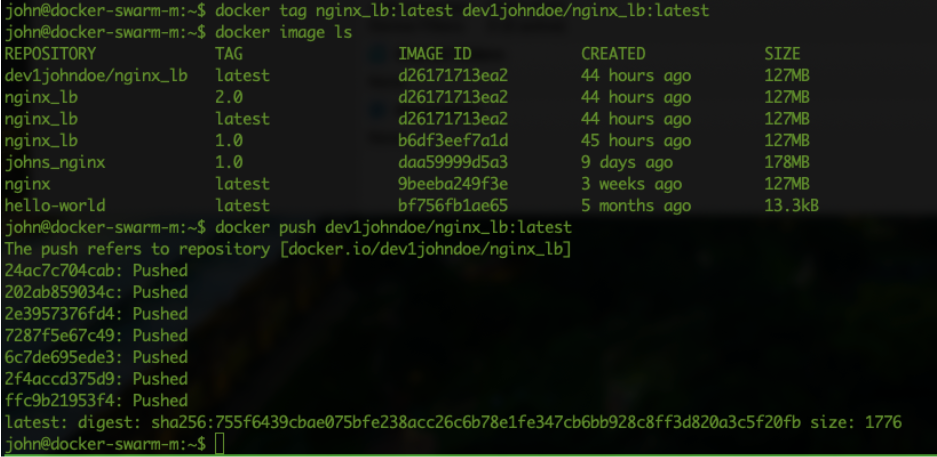 john@docker-swarm-m:~$ docker tag nginx_lb:latest dev1johndoe/nginx_lb:latest
john@docker-swarm-m:~$ docker image ls
REPOSITORY TAG IMAGE ID CREATED SIZE
dev1johndoe/nginx_lb latest d26171713ea2 44 hours ago 127MB
nginx_lb 2.0 d26171713ea2 44 hours ago 127MB
nginx_lb latest d26171713ea2 44 hours ago 127MB
nginx_lb 1.0 b6df3eef7a1d 45 hours ago 127MB
johns_nginx 1.0 daa59999d5a3 9 days ago 178MB
nginx latest 9beeba249f3e 3 weeks ago 127MB
hello-world latest bf756fb1ae65 5 months ago 13.3kB
john@docker-swarm-m:~$ docker push dev1johndoe/nginx_lb:latest
The push refers to repository [docker.io/dev1johndoe/nginx_lb]
24ac7c704cab: Pushed
202ab859034c: Pushed
2e3957376fd4: Pushed
7287f5e67c49: Pushed
6c7de695ede3: Pushed
2f4accd375d9: Pushed
ffc9b21953f4: Pushed
latest: digest: sha256:755f6439cbae075bfe238acc26c6b78e1fe347cb6bb928c8ff3d820a3c5f20fb size: 1776
john@docker-swarm-m:~$